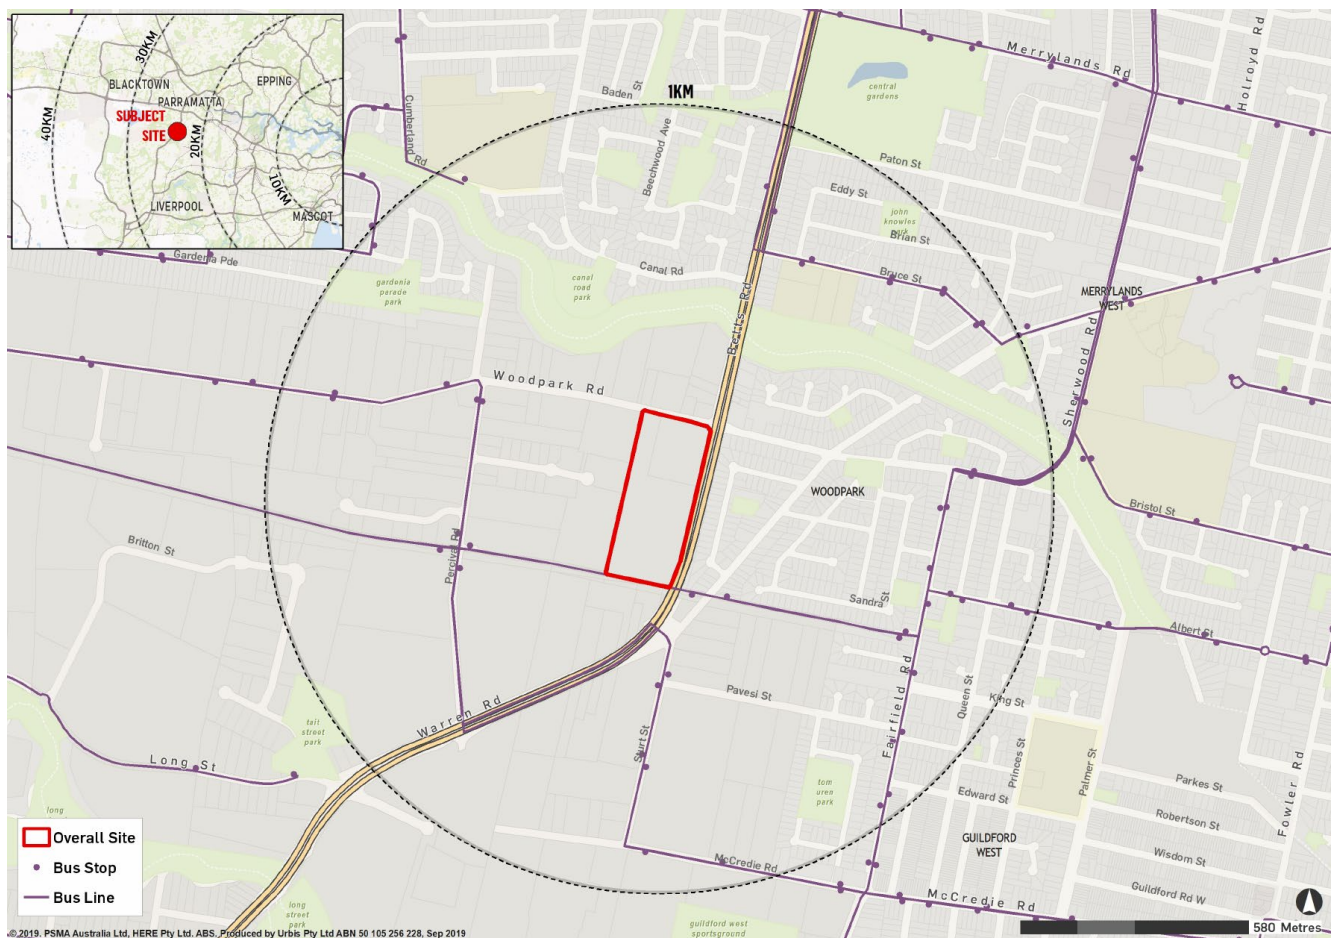 40KM
30KM
BLACKTOWN
EPPING
PARRAMATTA
SUBJECT
SITE
20KM
10KM
LIVERPOOL
MASCOT
Cumberland Rd
Baden St
1KM
Beechwood Ave
Merrylands Rd
Holroyd Rd
central
gardens
Paton St
Eddy St
john
knowles
park
Brian St
Bruce St
Gardenia Pde
gardenia
parade
park
canal
road
park
Canal Rd
Betts Rd
MERRYLANDS
WEST
Sherwood Rd
Woodpark Rd
WOODPARK
Bristol St
Britton St
Percival Rd
Sandra St
Albert St
Fairfield Rd
Pavesi St
Queen St
King St
Warren Rd
tait
street
park
Sturt St
Long St
Princes St
Palmer St
Parkes St
Fowler Rd
tom
uren
park
Edward St
Robertson St
long
GUILDFORD
WEST
Wisdom St
McCredie Rd
Guildford Rd W
McCredie Rd
long
street
park
guildford west
sportsground
Overall Site
Bus Stop
Bus Line
580 Metres
© 2019. PSMA Australia Ltd, HERE Pty Ltd. ABS. Produced by Urbis Pty Ltd ABN 50 105 256 228, Sep 2019